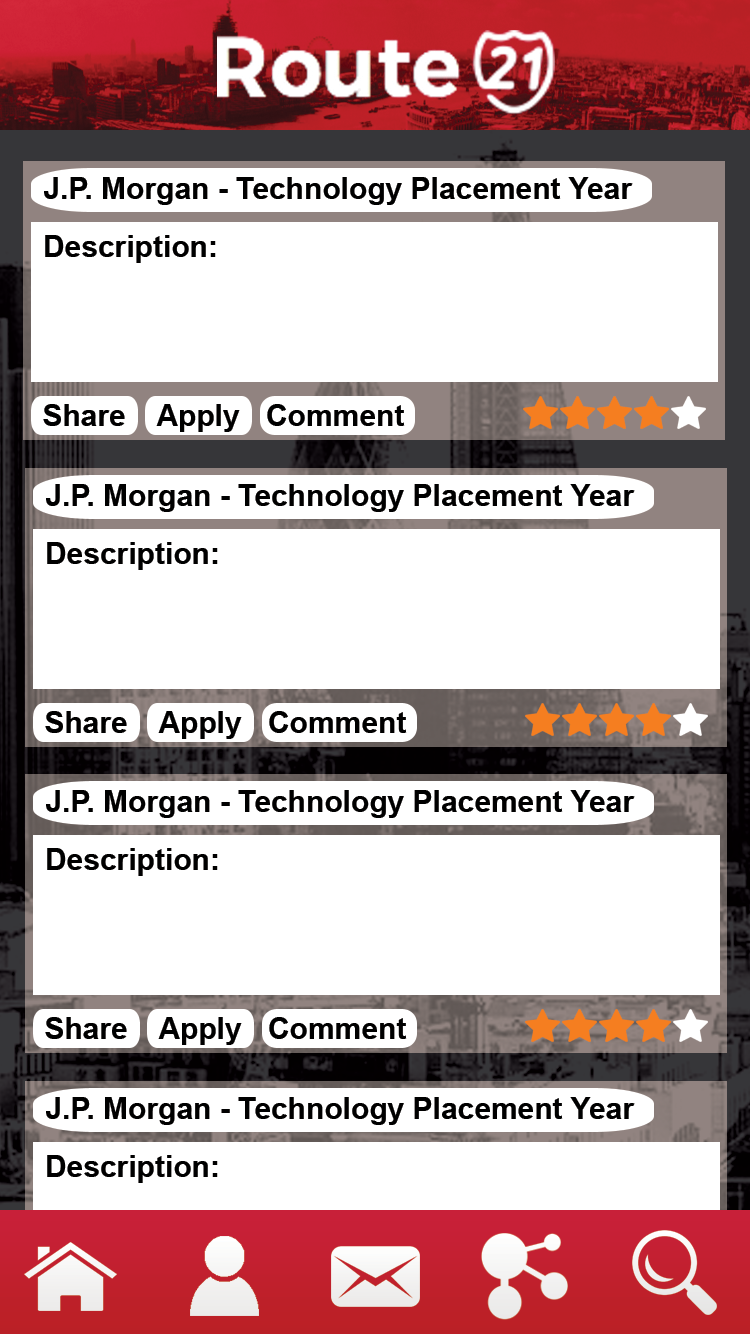 Route 21
J.P. Morgan - Technology Placement Year
Description:
Share Apply Comment
J.P. Morgan - Technology Placement Year
Description:
Share Apply Comment
J.P. Morgan - Technology Placement Year
Description:
Share Apply Comment
J.P. Morgan - Technology Placement Year
Description: